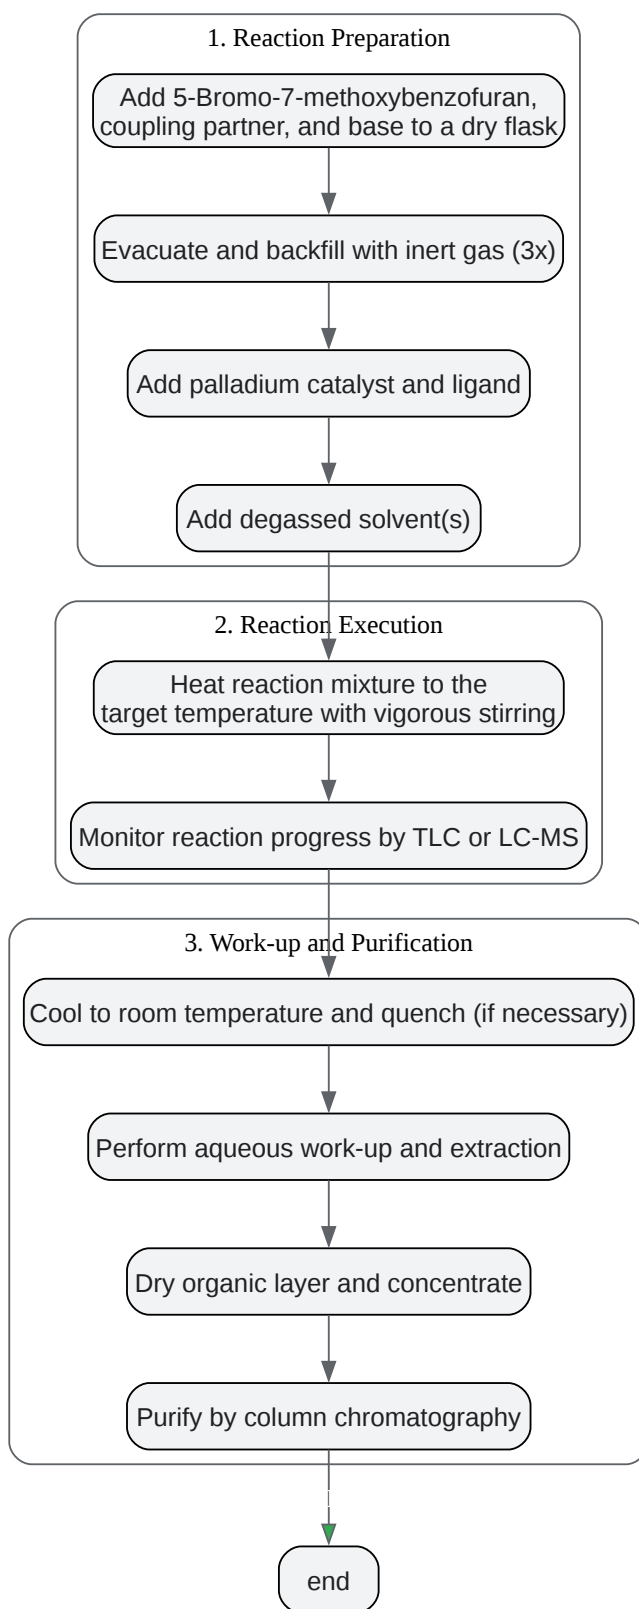 1. Reaction Preparation
Add 5-Bromo-7-methoxybenzofuran,
coupling partner, and base to a dry flask
Evacuate and backfill with inert gas (3x)
Add palladium catalyst and ligand
Add degassed solvent(s)
2. Reaction Execution
Heat reaction mixture to the
target temperature with vigorous stirring
Monitor reaction progress by TLC or LC-MS
3. Work-up and Purification
Cool to room temperature and quench (if necessary)
Perform aqueous work-up and extraction
Dry organic layer and concentrate
Purify by column chromatography
end